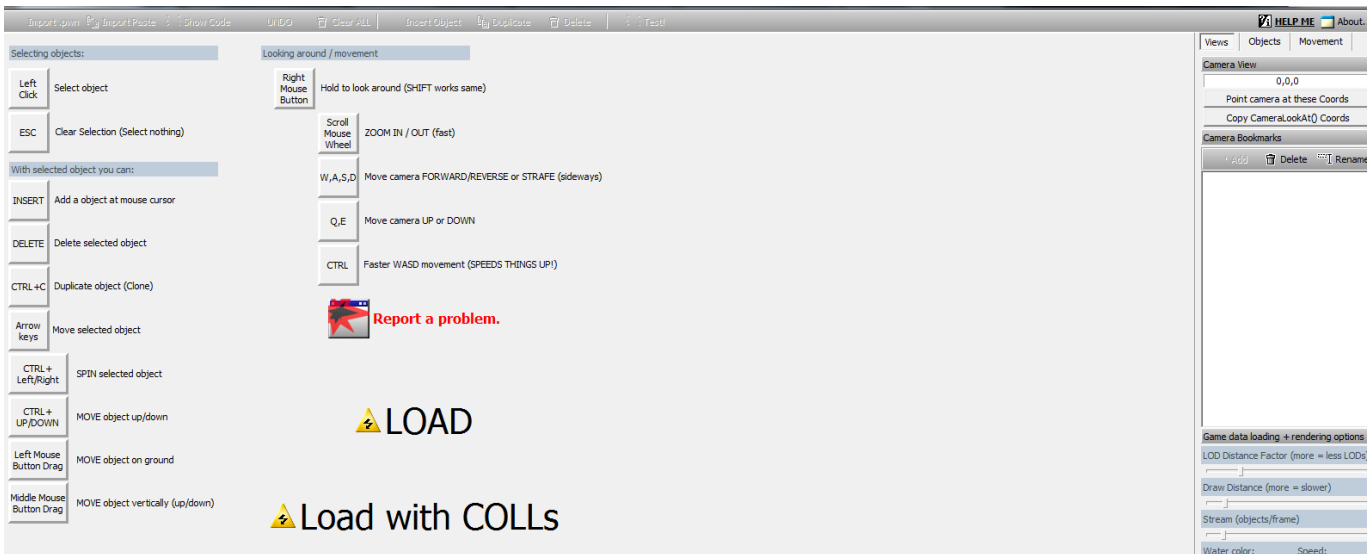 Import .pwn Import Paste Show Code UNDO Clear ALL Insert Object Duplicate Delete Test!
HELP ME About.
Views Objects Movement
Selecting objects:
Left Click Select object
ESC Clear Selection (Select nothing)
With selected object you can:
INSERT Add a object at mouse cursor
DELETE Delete selected object
CTRL+C Duplicate object (Clone)
Arrow keys Move selected object
CTRL+ Left/Right SPIN selected object
CTRL+ UP/DOWN MOVE object up/down
Left Mouse Button Drag MOVE object on ground
Middle Mouse Button Drag MOVE object vertically (up/down)
Looking around / movement
Right Mouse Button Hold to look around (SHIFT works same)
Scroll Mouse Wheel ZOOM IN / OUT (fast)
W,A,S,D Move camera FORWARD/REVERSE or STRAFE (sideways)
Q,E Move camera UP or DOWN
CTRL Faster WASD movement (SPEEDS THINGS UP!)
Report a problem.
LOAD
Load with COLLs
Camera View
0,0,0
Point camera at these Coords
Copy CameraLookAt() Coords
Camera Bookmarks
Add Delete Rename
Game data loading + rendering options
LOD Distance Factor (more = less LODs)
Draw Distance (more = slower)
Stream (objects/frame)
Water color: Speed: